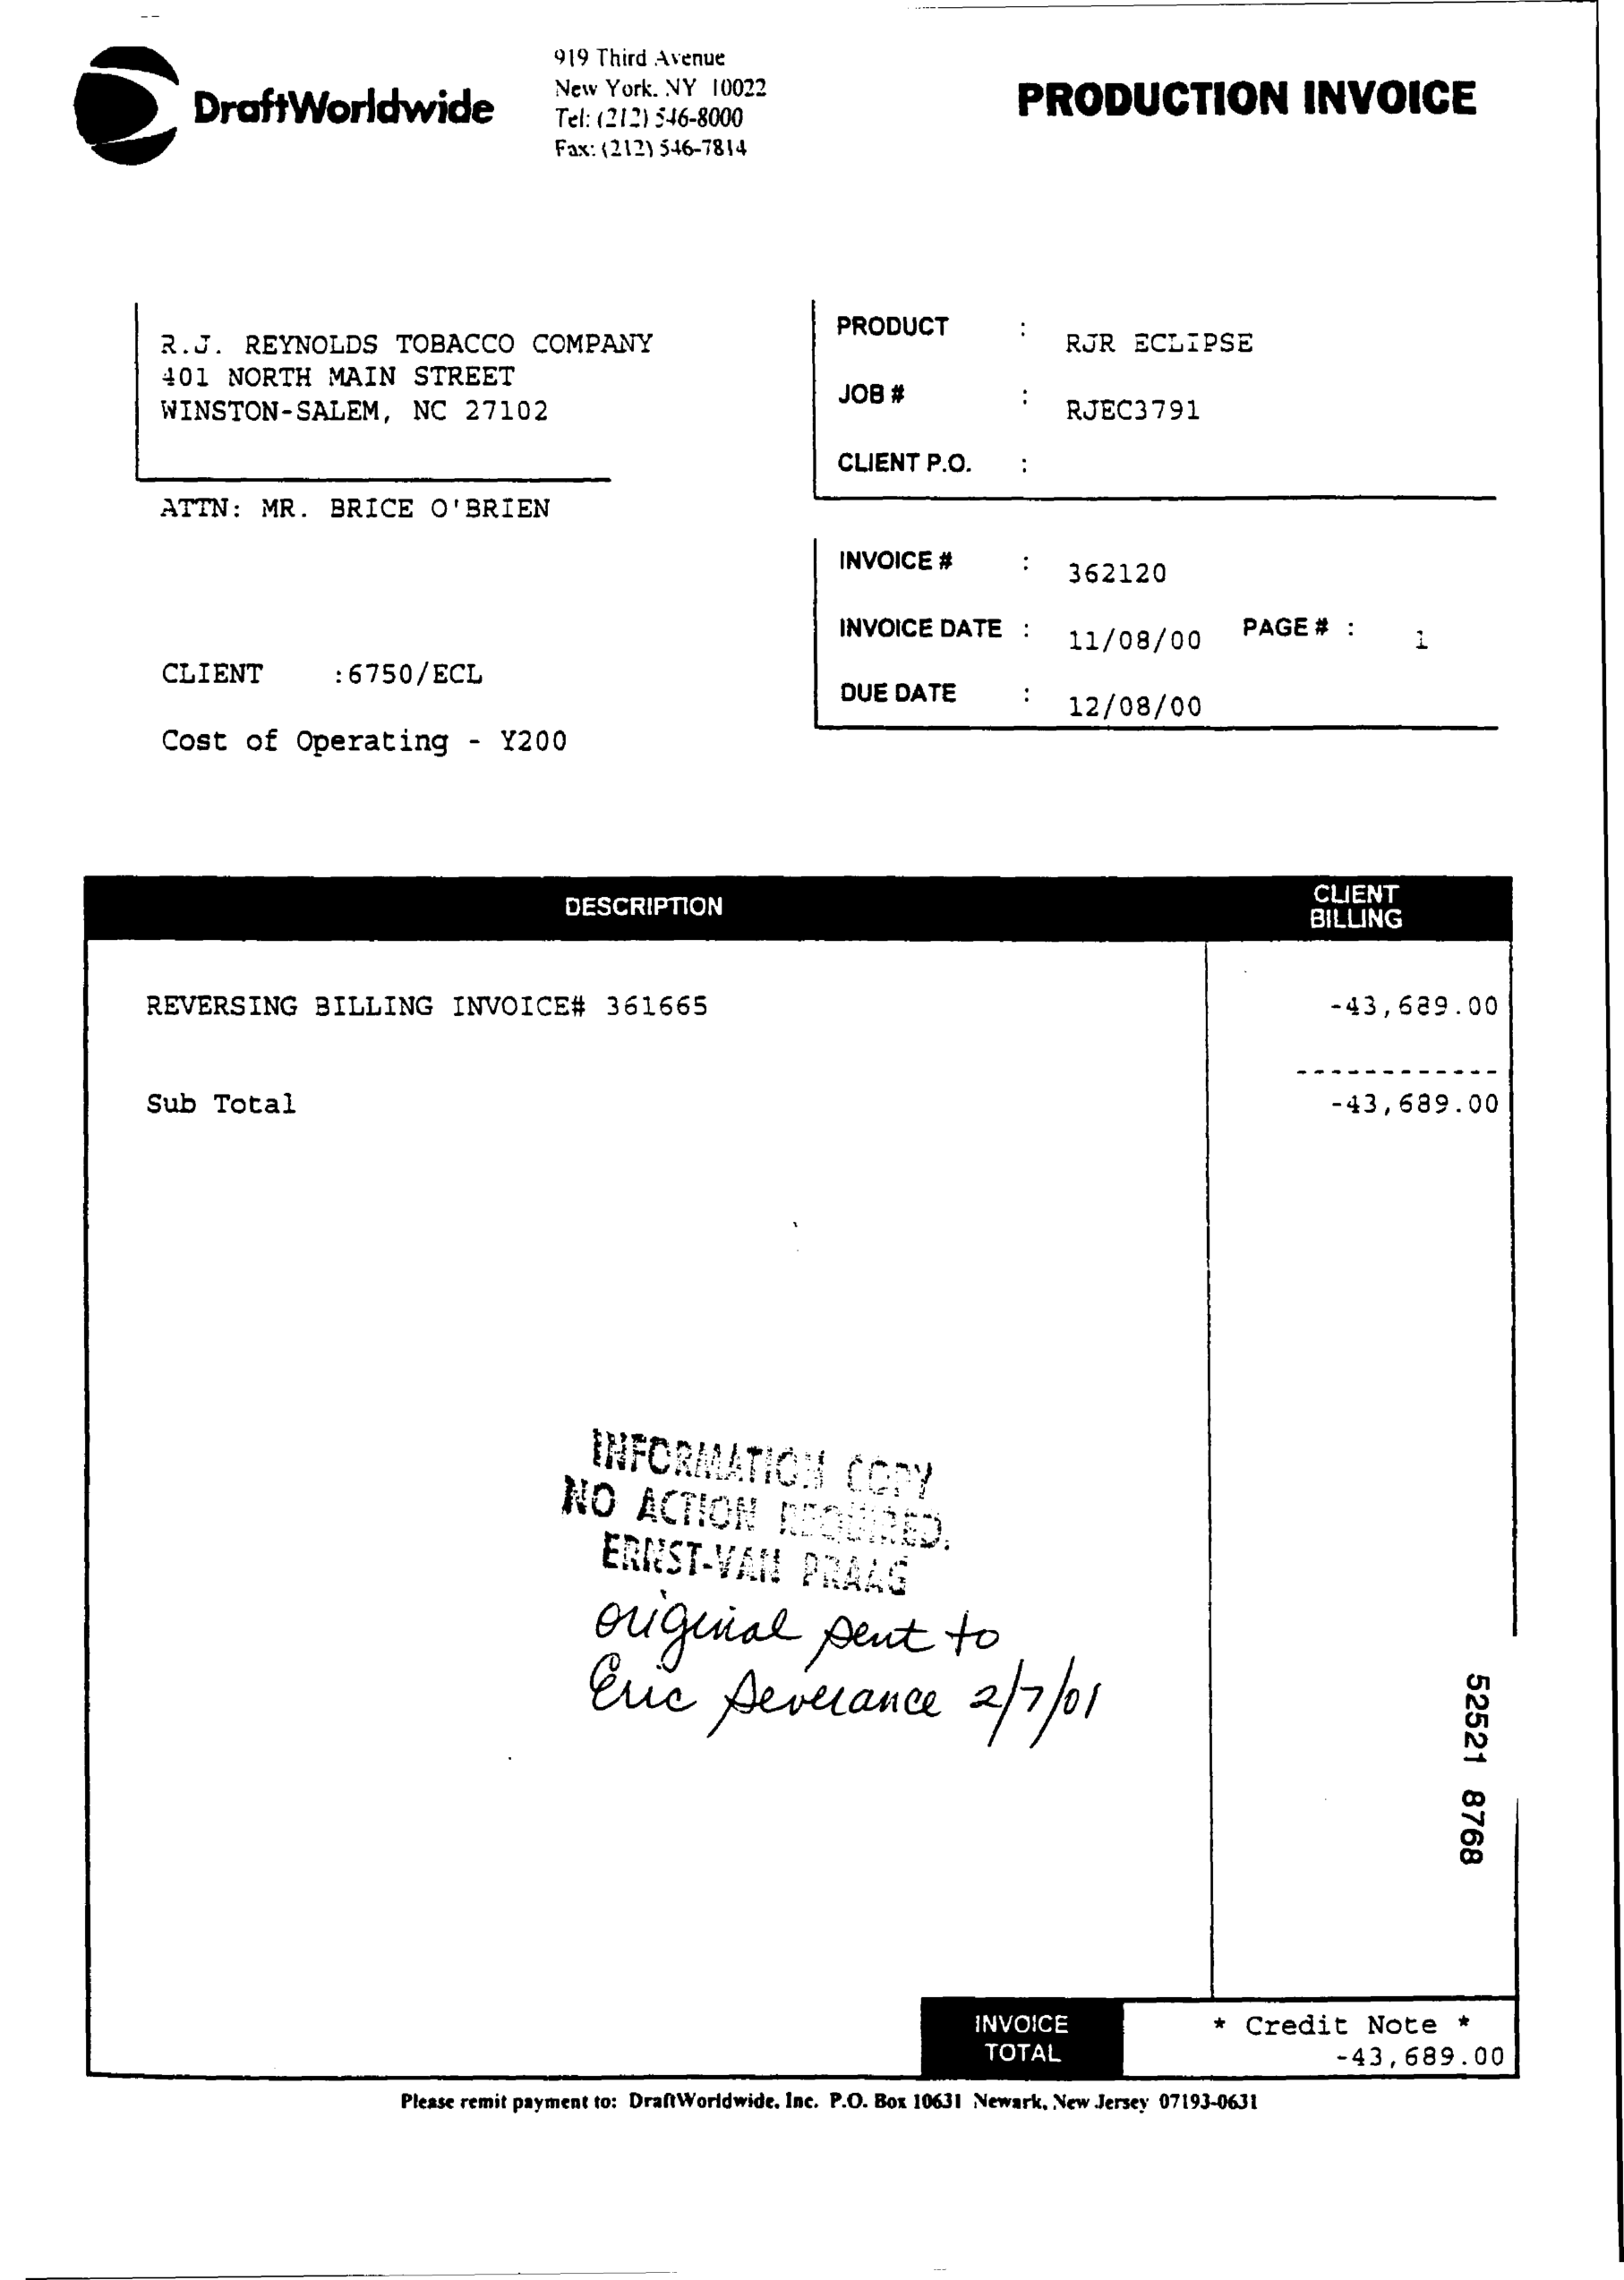 DraftWorldwide
919 Third Avenue
New York, NY 10022
Tel: (212) 546-8000
Fax: (212) 546-7814
PRODUCTION INVOICE
R.J. REYNOLDS TOBACCO COMPANY
401 NORTH MAIN STREET
WINSTON-SALEM, NC 27102
ATTN: MR. BRICE O'BRIEN
PRODUCT : RJR ECLIPSE
JOB # : RJEC3791
CLIENT P.O. :
INVOICE # : 362120
INVOICE DATE : 11/08/00 PAGE # : 1
DUE DATE : 12/08/00
CLIENT :6750/ECL
Cost of Operating - Y200
DESCRIPTION CLIENT BILLING
REVERSING BILLING INVOICE# 361665 -43,689.00
------------
Sub Total -43,689.00
INFORMATION COPY
NO ACTION REQUIRED.
ERNST-VAN PRAAG
original sent to
Eric Severance 2/7/01
52521 8768
INVOICE TOTAL
* Credit Note *
-43,689.00
Please remit payment to: DraftWorldwide, Inc. P.O. Box 10631 Newark, New Jersey 07193-0631